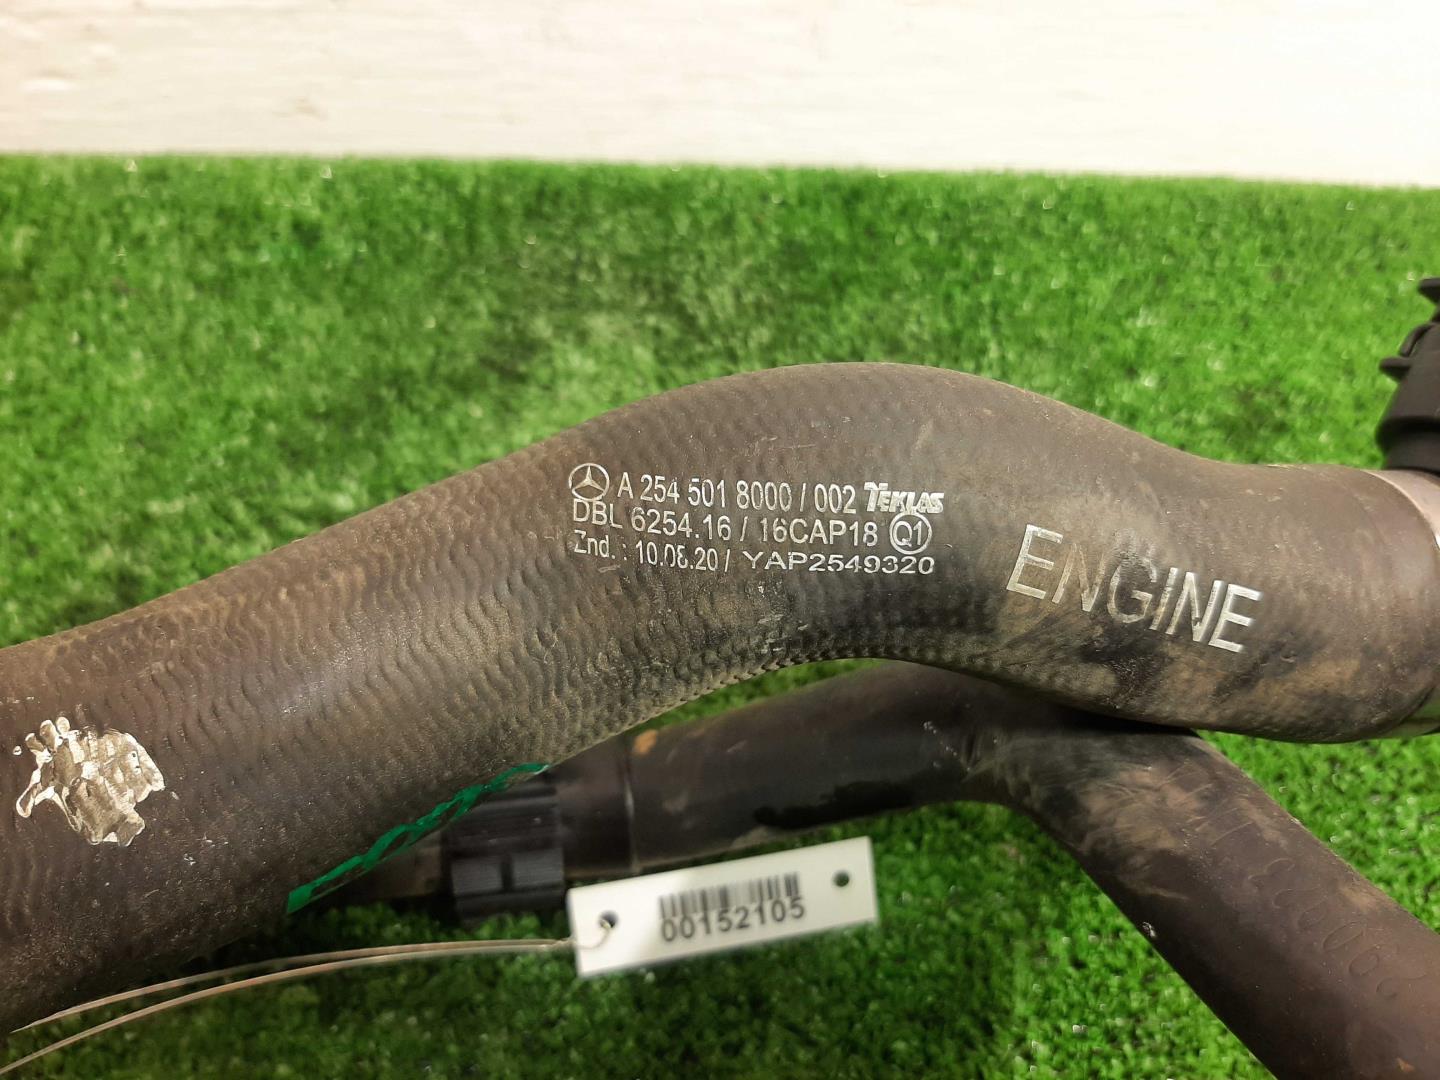 A 254 501 8000 / 002 TEKLAS
DBL 6254.16 / 16CAP18 Q1
Znd. : 10.08.20 / YAP2549320
ENGINE
00152105